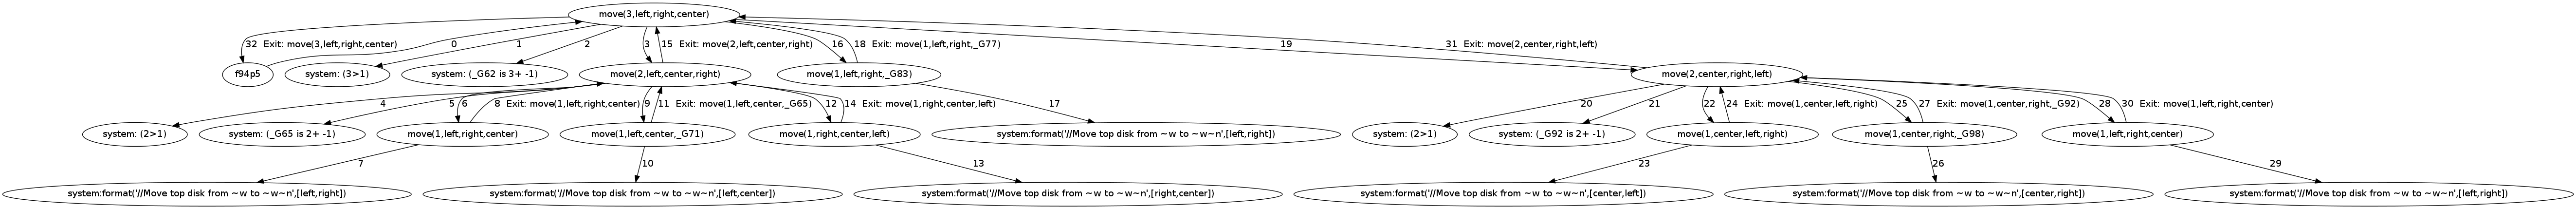 move(3,left,right,center)
32 Exit: move(3,left,right,center)
0
1
2
3
15 Exit: move(2,left,center,right)
16
18 Exit: move(1,left,right,_G77)
19
31 Exit: move(2,center,right,left)
f94p5
system: (3>1)
system: (_G62 is 3+ -1)
move(2,left,center,right)
move(1,left,right,_G83)
move(2,center,right,left)
4
5
6
8 Exit: move(1,left,right,center)
9
11 Exit: move(1,left,center,_G65)
12
14 Exit: move(1,right,center,left)
17
20
21
22
24 Exit: move(1,center,left,right)
25
27 Exit: move(1,center,right,_G92)
28
30 Exit: move(1,left,right,center)
system: (2>1)
system: (_G65 is 2+ -1)
move(1,left,right,center)
move(1,left,center,_G71)
move(1,right,center,left)
system:format('//Move top disk from ~w to ~w~n',[left,right])
system: (2>1)
system: (_G92 is 2+ -1)
move(1,center,left,right)
move(1,center,right,_G98)
move(1,left,right,center)
7
10
13
23
26
29
system:format('//Move top disk from ~w to ~w~n',[left,right])
system:format('//Move top disk from ~w to ~w~n',[left,center])
system:format('//Move top disk from ~w to ~w~n',[right,center])
system:format('//Move top disk from ~w to ~w~n',[center,left])
system:format('//Move top disk from ~w to ~w~n',[center,right])
system:format('//Move top disk from ~w to ~w~n',[left,right])